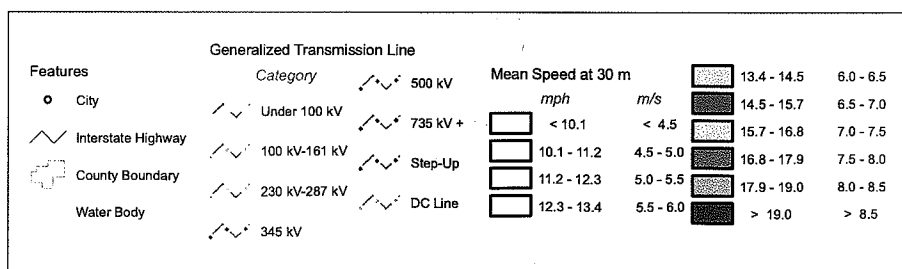 Features
City
Interstate Highway
County Boundary
Water Body
Generalized Transmission Line
Category
Under 100 kV
100 kV-161 kV
230 kV-287 kV
345 kV
500 kV
735 kV +
Step-Up
DC Line
Mean Speed at 30 m
mph m/s
< 10.1 < 4.5
10.1 - 11.2 4.5 - 5.0
11.2 - 12.3 5.0 - 5.5
12.3 - 13.4 5.5 - 6.0
13.4 - 14.5 6.0 - 6.5
14.5 - 15.7 6.5 - 7.0
15.7 - 16.8 7.0 - 7.5
16.8 - 17.9 7.5 - 8.0
17.9 - 19.0 8.0 - 8.5
> 19.0 > 8.5